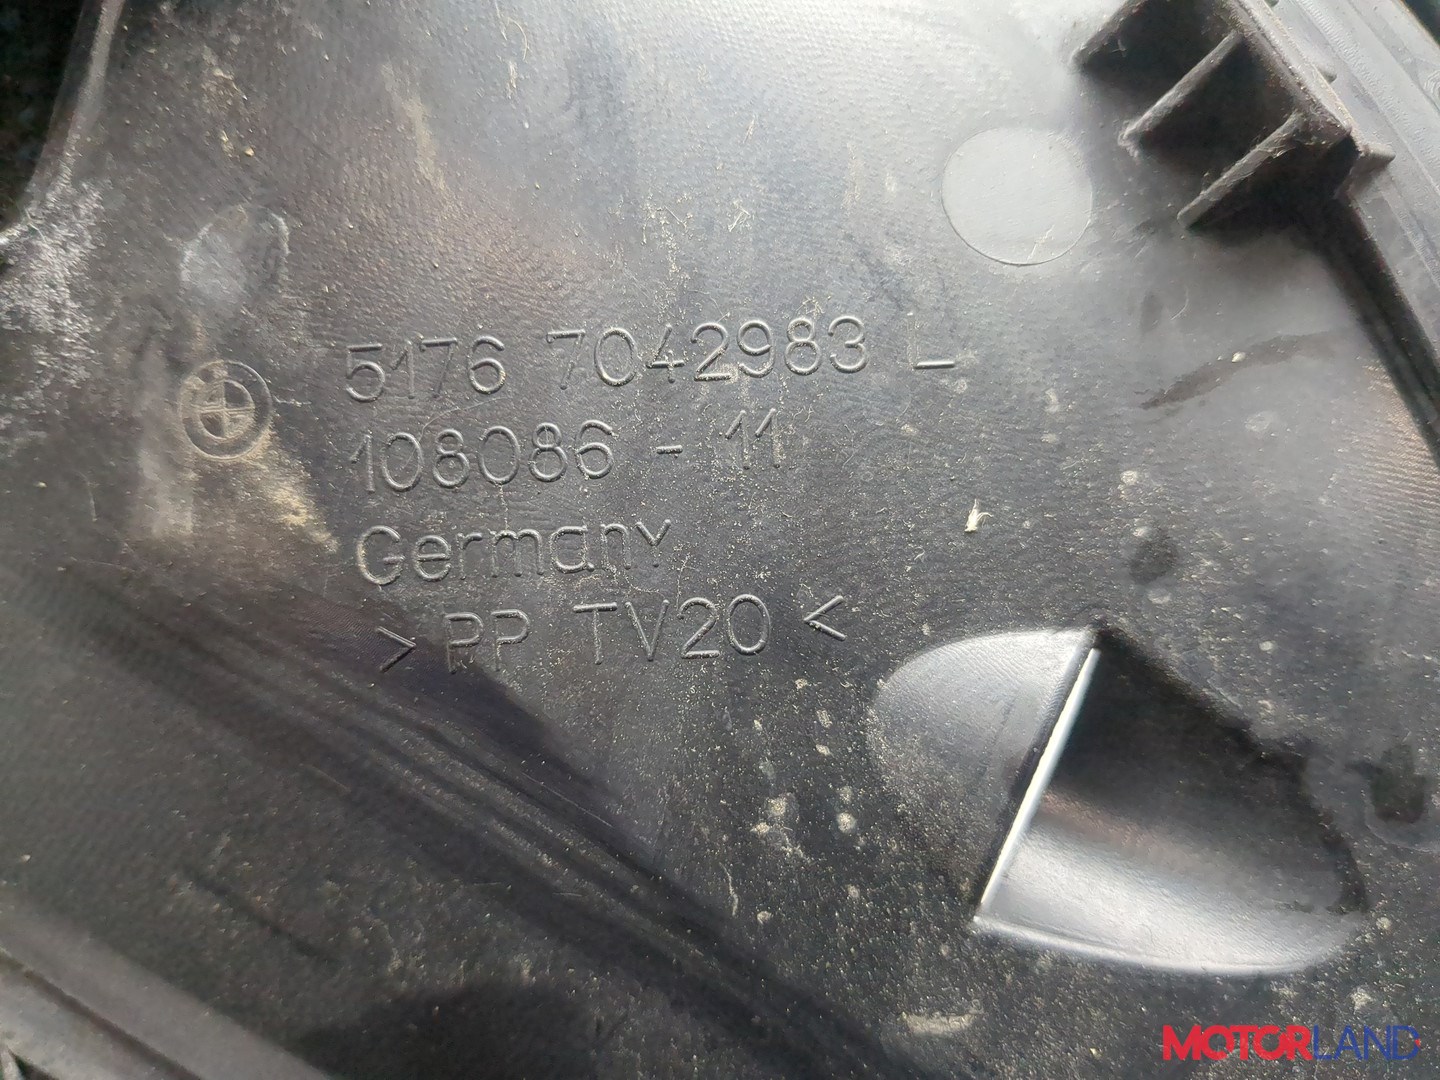 5176 7042983 L
108086 - 11
Germany
> PP TV20 <
MOTORLAND